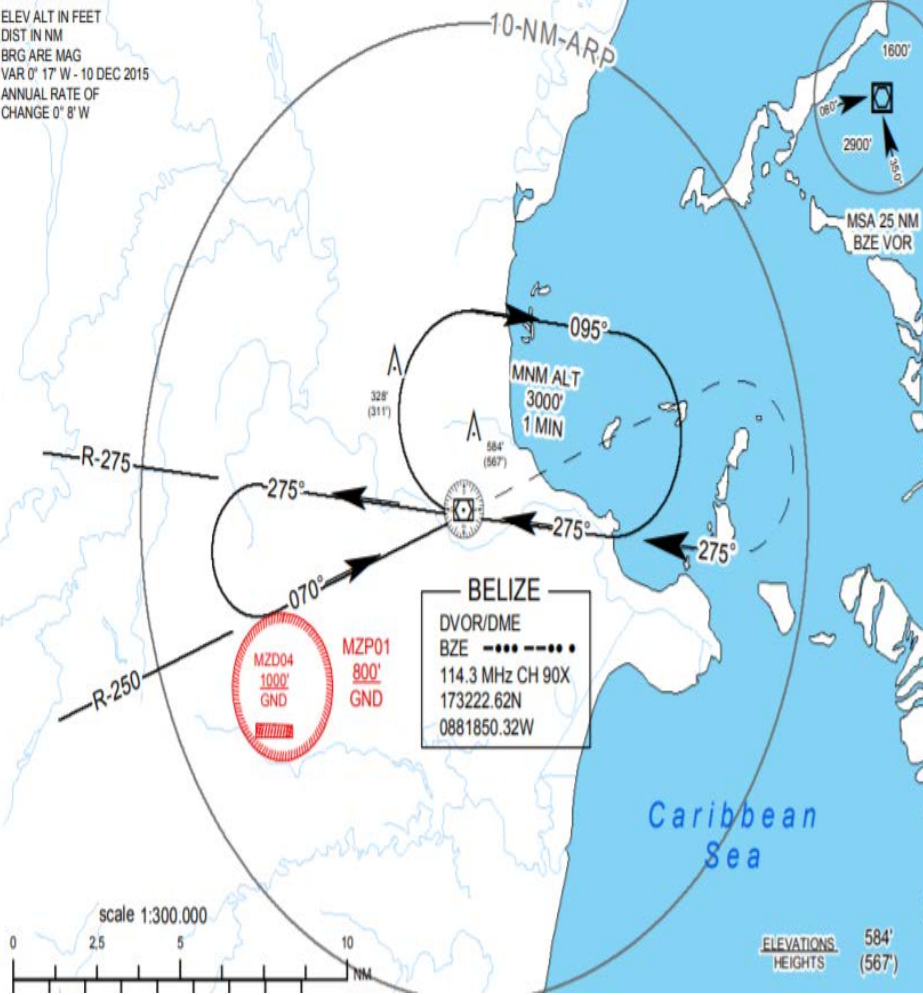 ELEV ALT IN FEET
DIST IN NM
BRG ARE MAG
VAR 0° 17' W - 10 DEC 2015
ANNUAL RATE OF
CHANGE 0° 8' W
10-NM-ARP
1600'
080°
2900'
350°
MSA 25 NM
BZE VOR
095°
MNM ALT
3000'
1 MIN
328'
(311')
584'
(567')
R-275
275°
275°
275°
070°
R-250
MZD04
1000'
GND
MZP01
800'
GND
BELIZE
DVOR/DME
BZE
114.3 MHz CH 90X
173222.62N
0881850.32W
Caribbean
Sea
scale 1:300.000
0 2.5 5 10
NM
ELEVATIONS 584'
HEIGHTS (567')